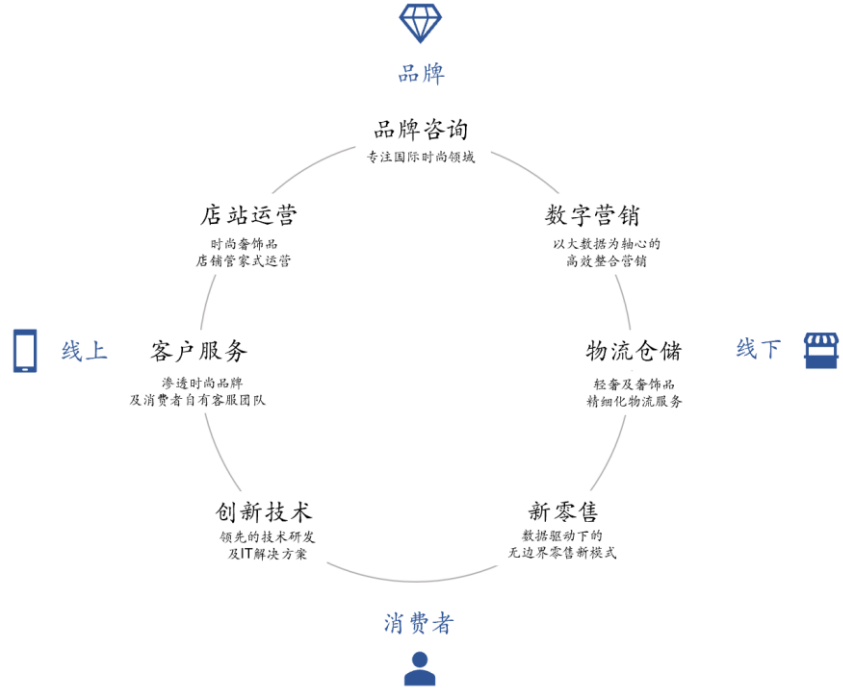 品牌
品牌咨询
专注国际时尚领域
店站运营
时尚奢饰品
店铺管家式运营
数字营销
以大数据为轴心的
高效整合营销
线上
客户服务
渗透时尚品牌
及消费者自有客服团队
物流仓储
轻奢及奢饰品
精细化物流服务
线下
创新技术
领先的技术研发
及IT解决方案
新零售
数据驱动下的
无边界零售新模式
消费者